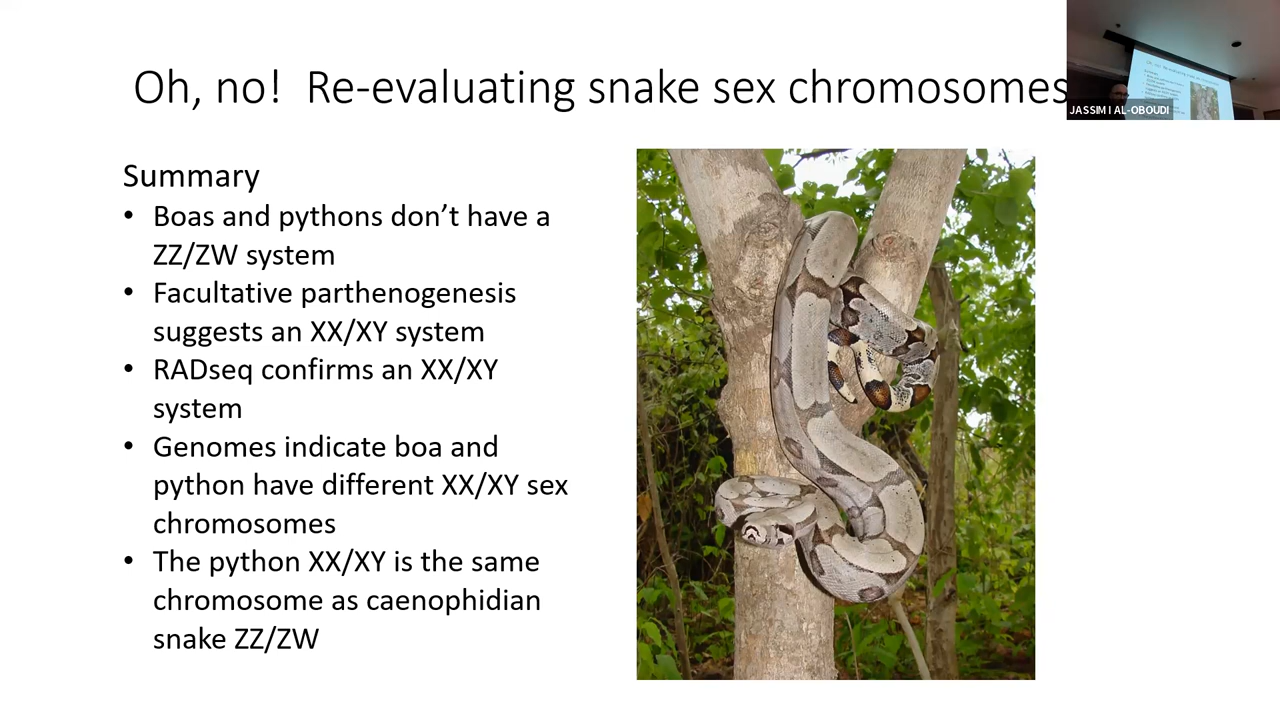 Oh, no! Re-evaluating snake sex chromosomes
JASSIM I AL-OBOUDI
Summary
• Boas and pythons don’t have a
ZZ/ZW system
• Facultative parthenogenesis
suggests an XX/XY system
• RADseq confirms an XX/XY
system
• Genomes indicate boa and
python have different XX/XY sex
chromosomes
• The python XX/XY is the same
chromosome as caenophidian
snake ZZ/ZW